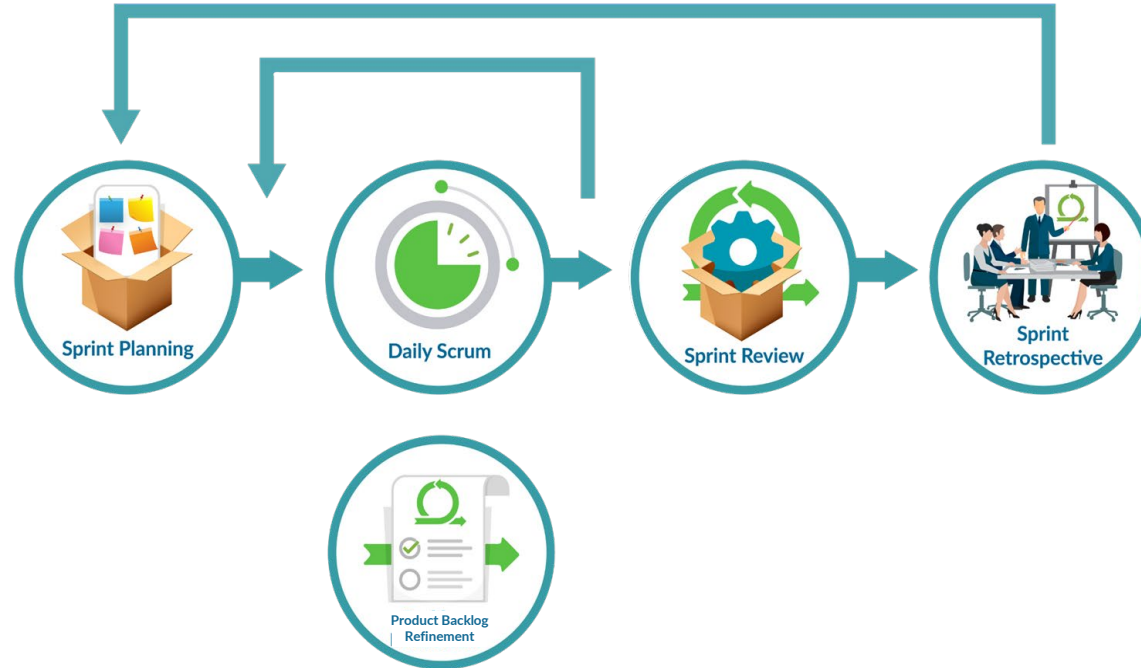 Sprint Planning
Daily Scrum
Sprint Review
Sprint
Retrospective
Product Backlog
Refinement